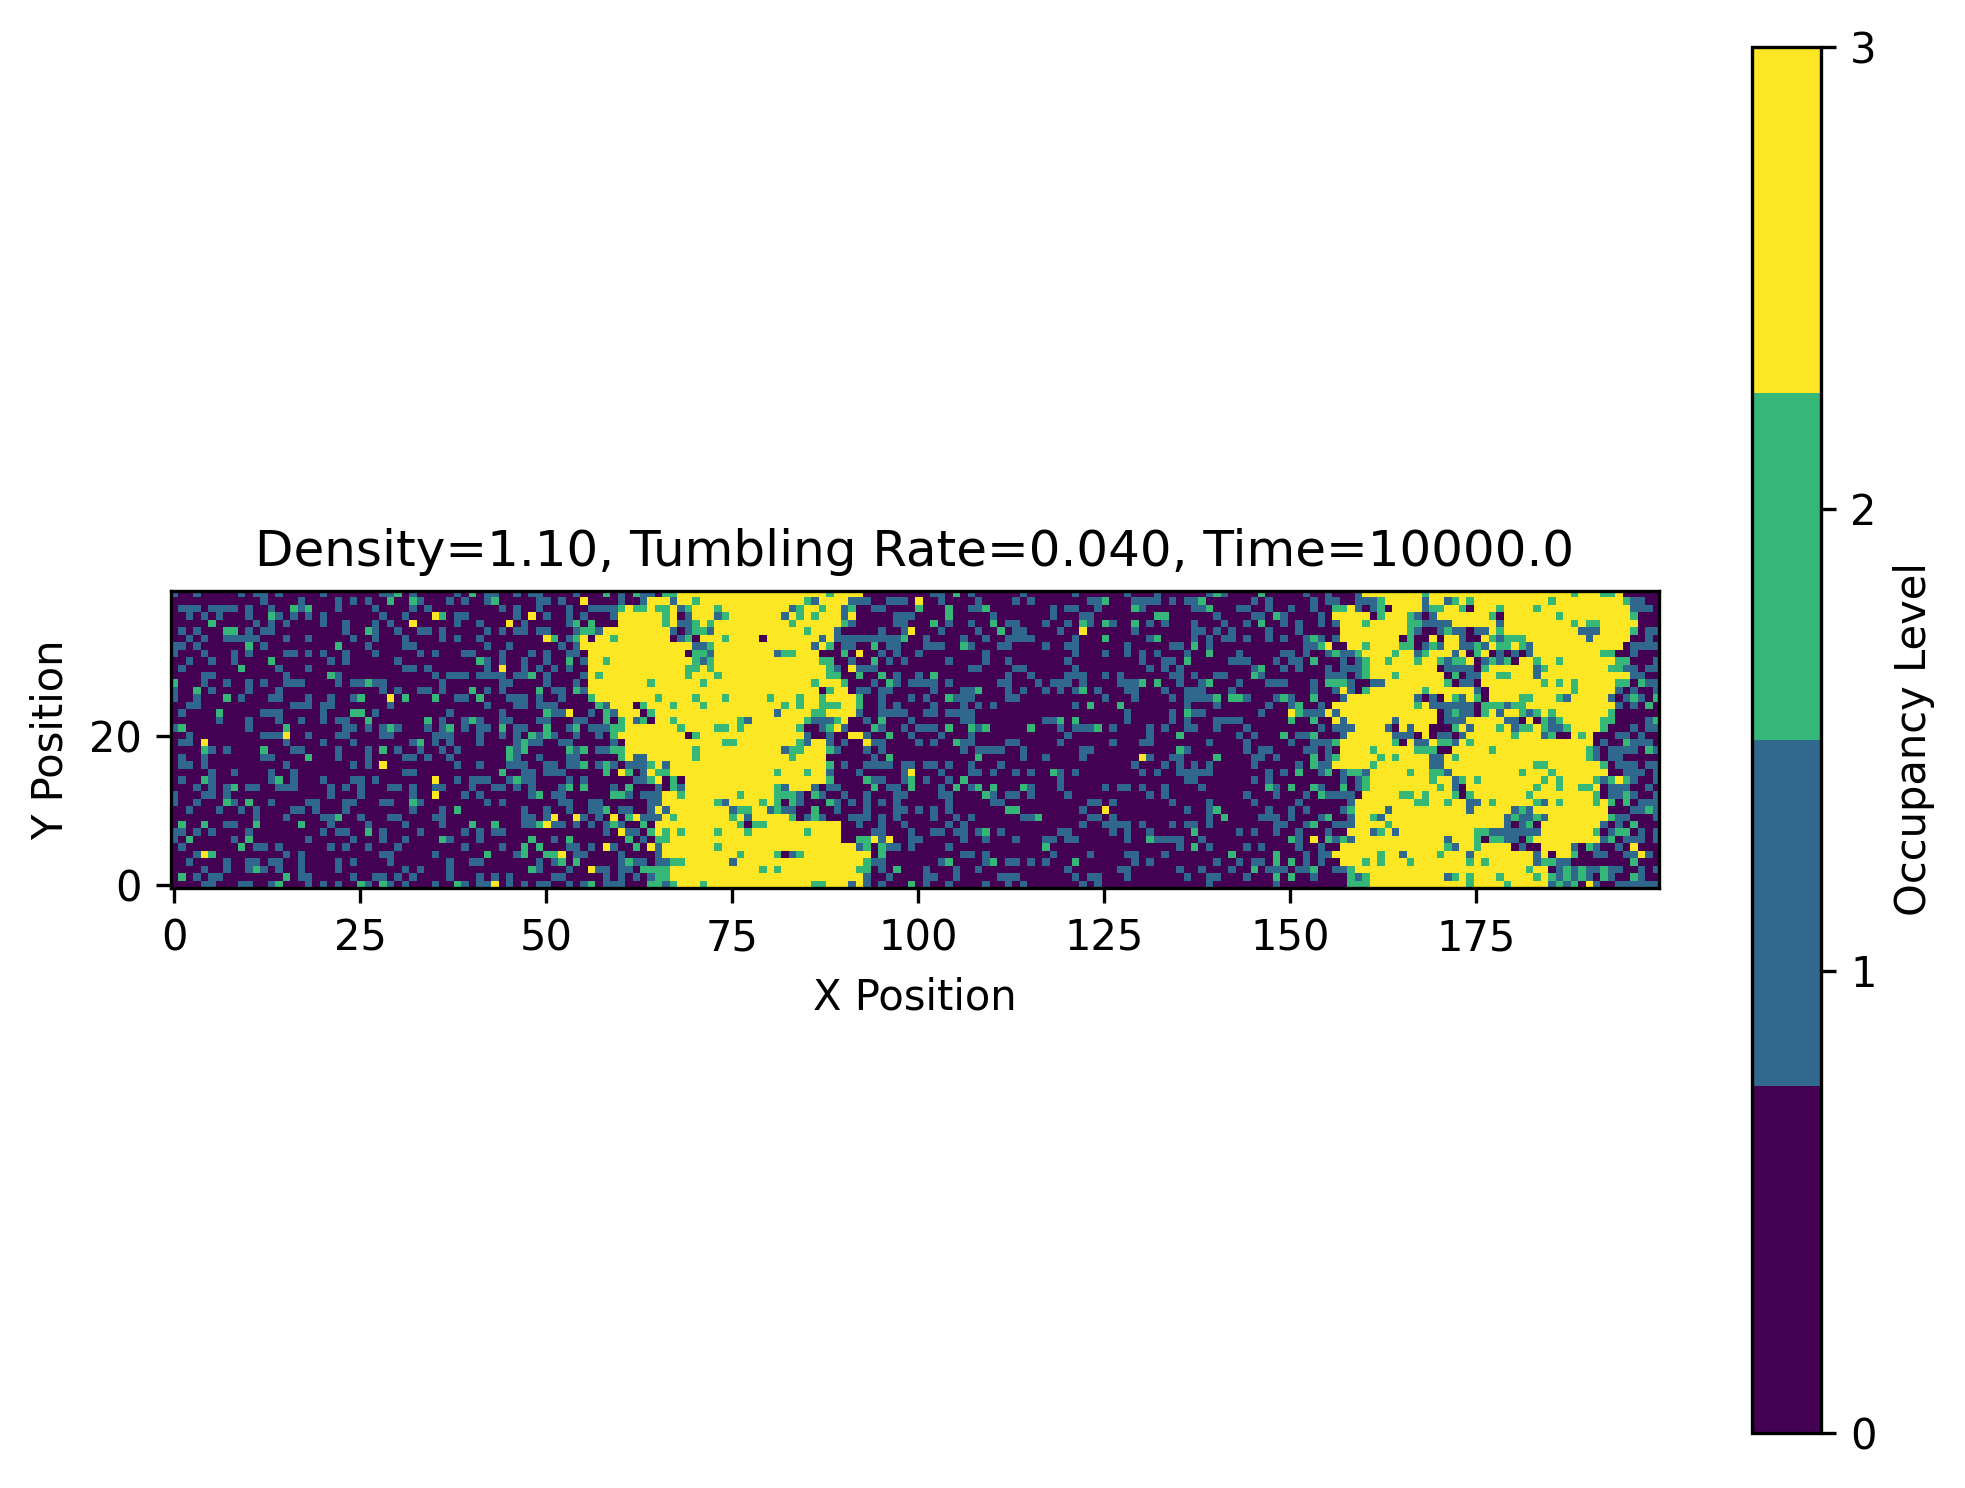 Density=1.10, Tumbling Rate=0.040, Time=10000.0
Y Position
20
0
0 25 50 75 100 125 150 175
X Position
3
2
1
0
Occupancy Level